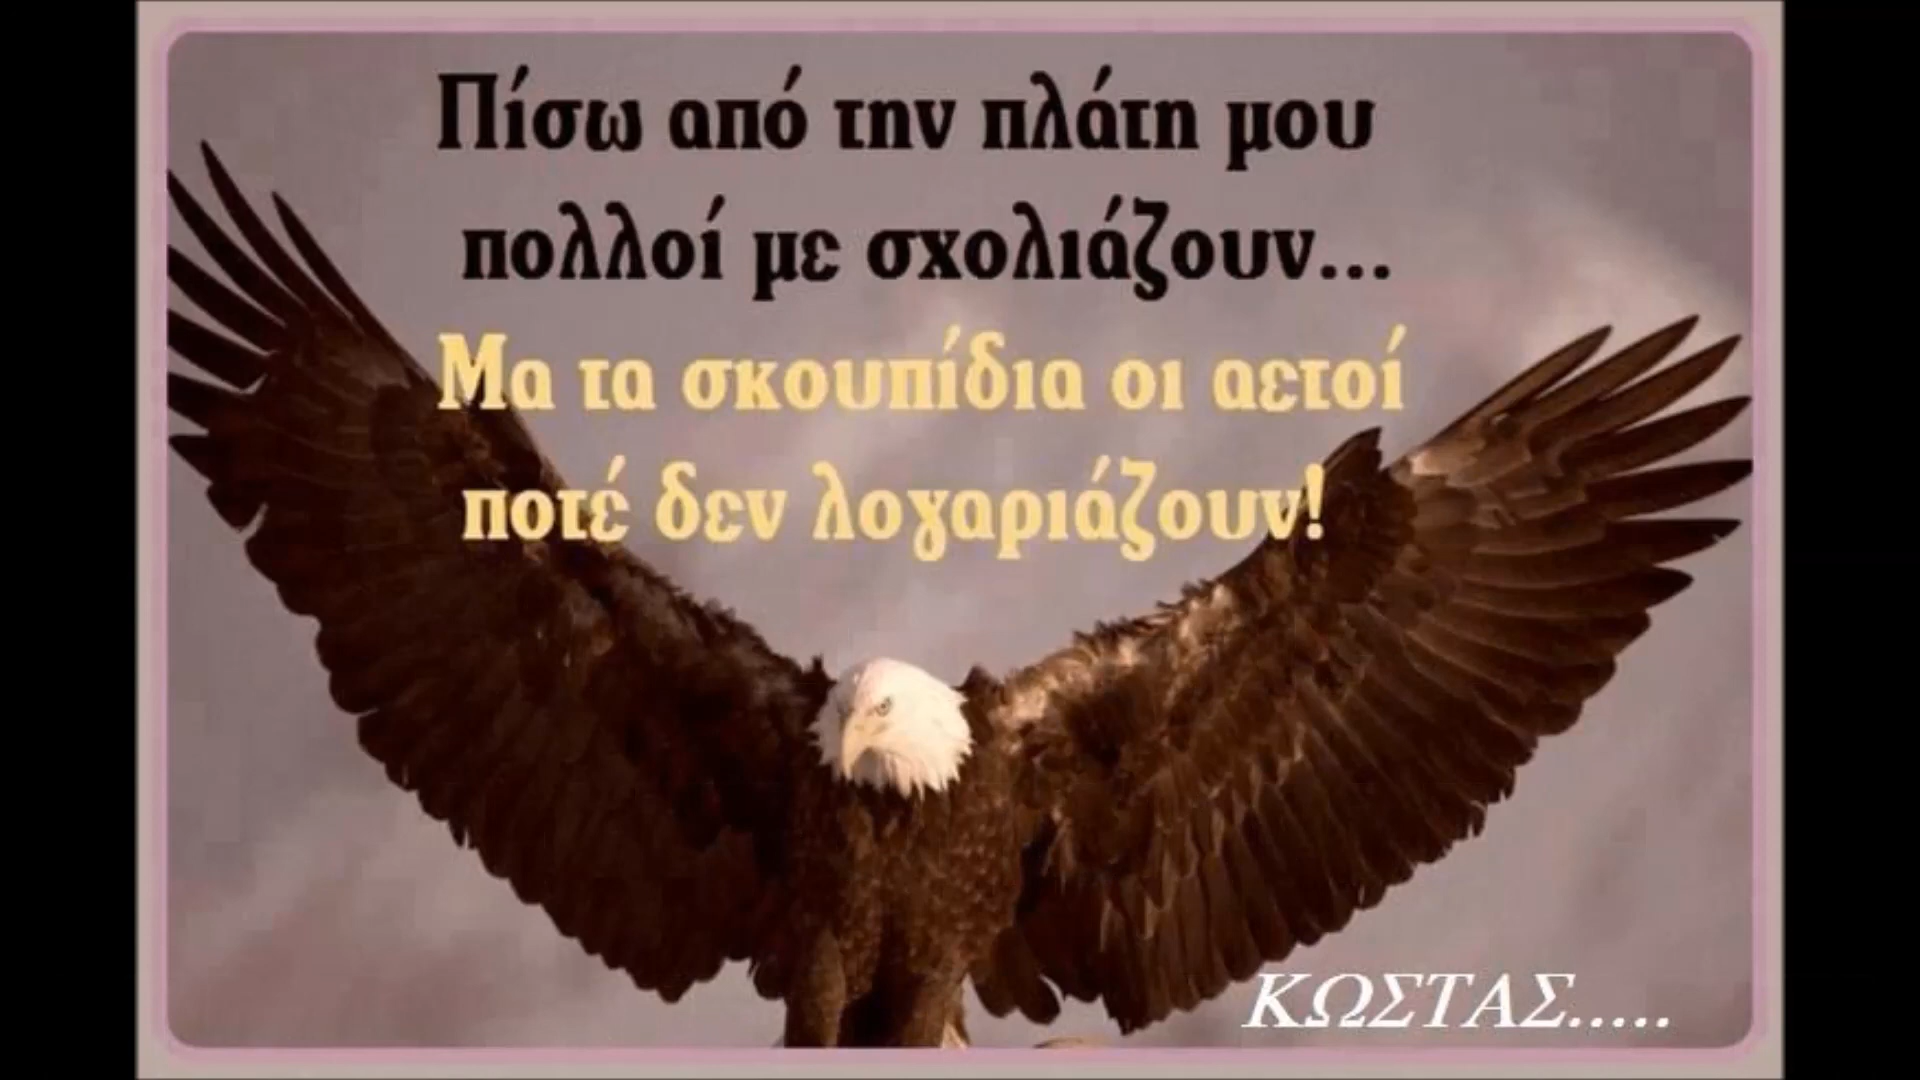 Πίσω από την πλάτη μου
πολλοί με σχολιάζουν...
Μα τα σκουπίδια οι αετοί
ποτέ δεν λογαριάζουν!
ΚΩΣΤΑΣ.....